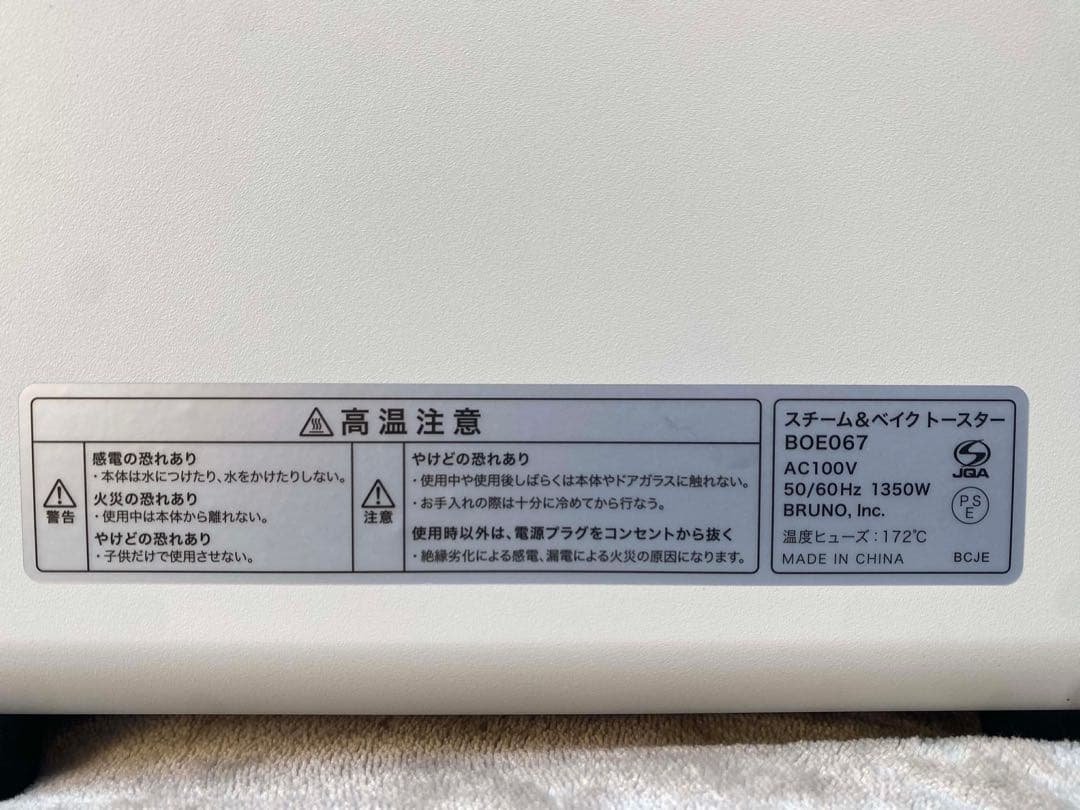 高温注意
警告
感電の恐れあり
・本体は水につけたり、水をかけたりしない。
火災の恐れあり
・使用中は本体から離れない。
やけどの恐れあり
・子供だけで使用させない。
注意
やけどの恐れあり
・使用中や使用後しばらくは本体やドアガラスに触れない。
・お手入れの際は十分に冷めてから行なう。
使用時以外は、電源プラグをコンセントから抜く
・絶縁劣化による感電、漏電による火災の原因になります。
スチーム&ベイクトースター
BOE067
AC100V
50/60Hz 1350W
BRUNO, Inc.
温度ヒューズ：172℃
MADE IN CHINA
JQA
PS
E
BCJE